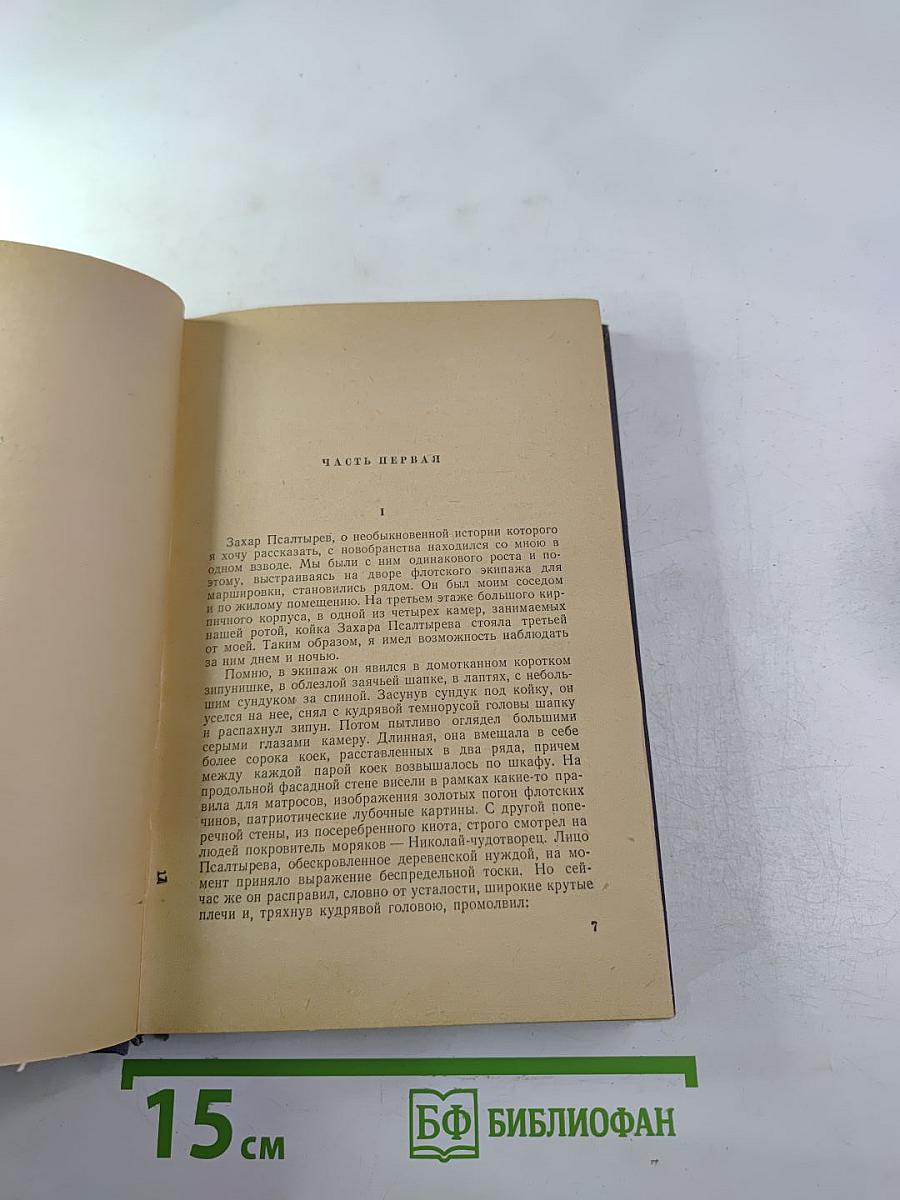 ЧАСТЬ ПЕРВАЯ
I
Захар Псалтырев, о необыкновенной истории которого
я хочу рассказать, с новобранства находился со мною в
одном взводе. Мы были с ним одинакового роста и по-
этому, выстраиваясь на дворе флотского экипажа для
маршировки, становились рядом. Он был моим соседом
и по жилому помещению. На третьем этаже большого кир-
пичного корпуса, в одной из четырех камер, занимаемых
нашей ротой, койка Захара Псалтырева стояла третьей
от моей. Таким образом, я имел возможность наблюдать
за ним днем и ночью.
Помню, в экипаж он явился в домотканном коротком
зипунишке, в облезлой заячьей шапке, в лаптях, с неболь-
шим сундуком за спиной. Засунув сундук под койку, он
уселся на нее, снял с кудрявой темнорусой головы шапку
и распахнул зипун. Потом пытливо оглядел большими
серыми глазами камеру. Длинная, она вмещала в себе
более сорока коек, расставленных в два ряда, причем
между каждой парой коек возвышалось по шкафу. На
продольной фасадной стене висели в рамках какие-то пра-
вила для матросов, изображения золотых погон флотских
чинов, патриотические лубочные картины. С другой попе-
речной стены, из посеребренного киота, строго смотрел на
людей покровитель моряков — Николай-чудотворец. Лицо
Псалтырева, обескровленное деревенской нуждой, на мо-
мент приняло выражение беспредельной тоски. Но сей-
час же он расправил, словно от усталости, широкие крутые
плечи и, тряхнув кудрявой головою, промолвил:
7
15 см
БФ БИБЛИОФАН